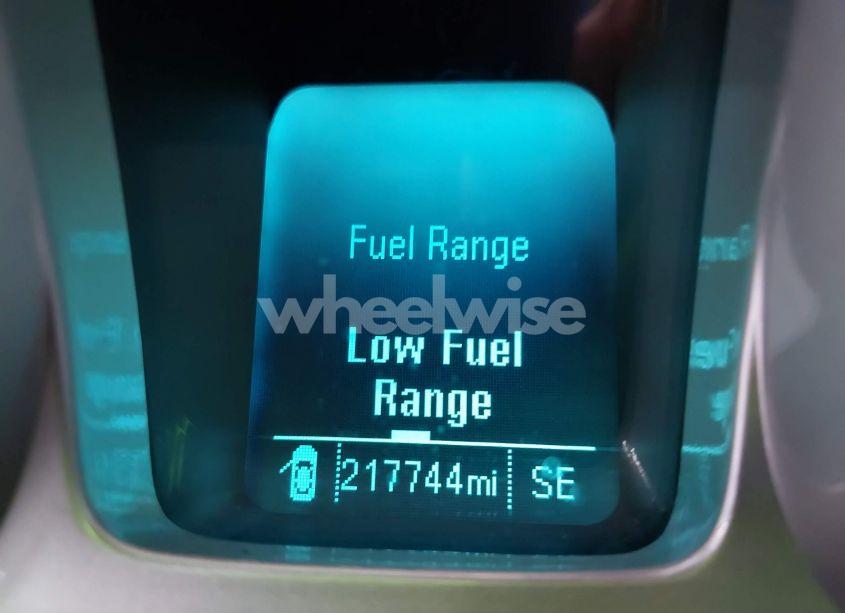 Fuel Range
wheelwise
Low Fuel
Range
217744mi SE